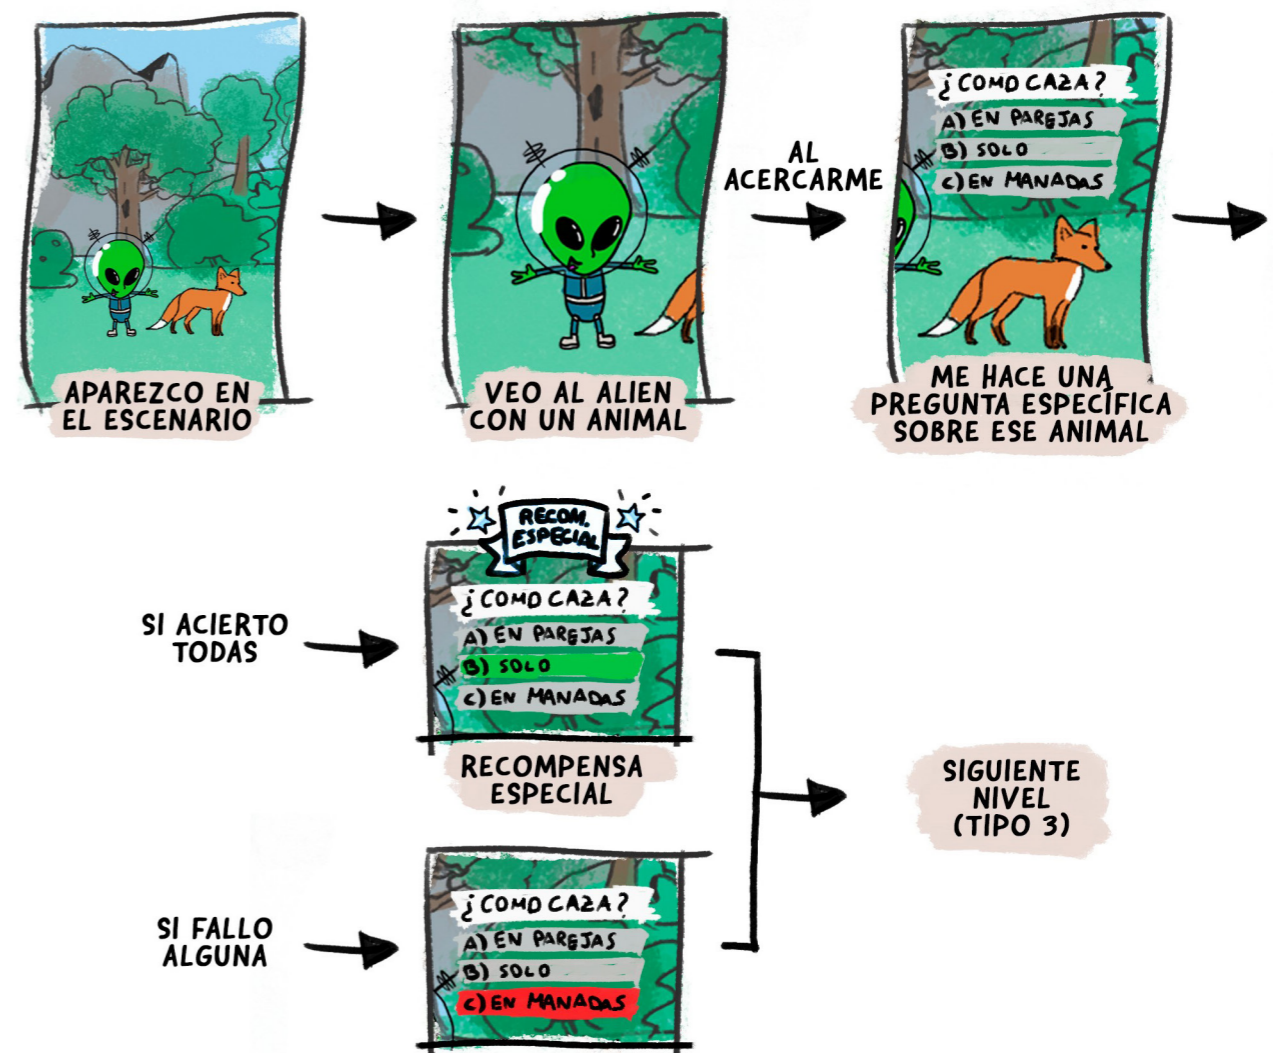 APAREZCO EN
EL ESCENARIO
VEO AL ALIEN
CON UN ANIMAL
AL
ACERCARME
¿COMO CAZA?
A) EN PAREJAS
B) SOLO
C) EN MANADAS
ME HACE UNA
PREGUNTA ESPECÍFICA
SOBRE ESE ANIMAL
SI ACIERTO
TODAS
RECOM.
ESPECIAL
¿COMO CAZA?
A) EN PAREJAS
B) SOLO
C) EN MANADAS
RECOMPENSA
ESPECIAL
SI FALLO
ALGUNA
¿COMO CAZA?
A) EN PAREJAS
B) SOLO
C) EN MANADAS
SIGUIENTE
NIVEL
(TIPO 3)